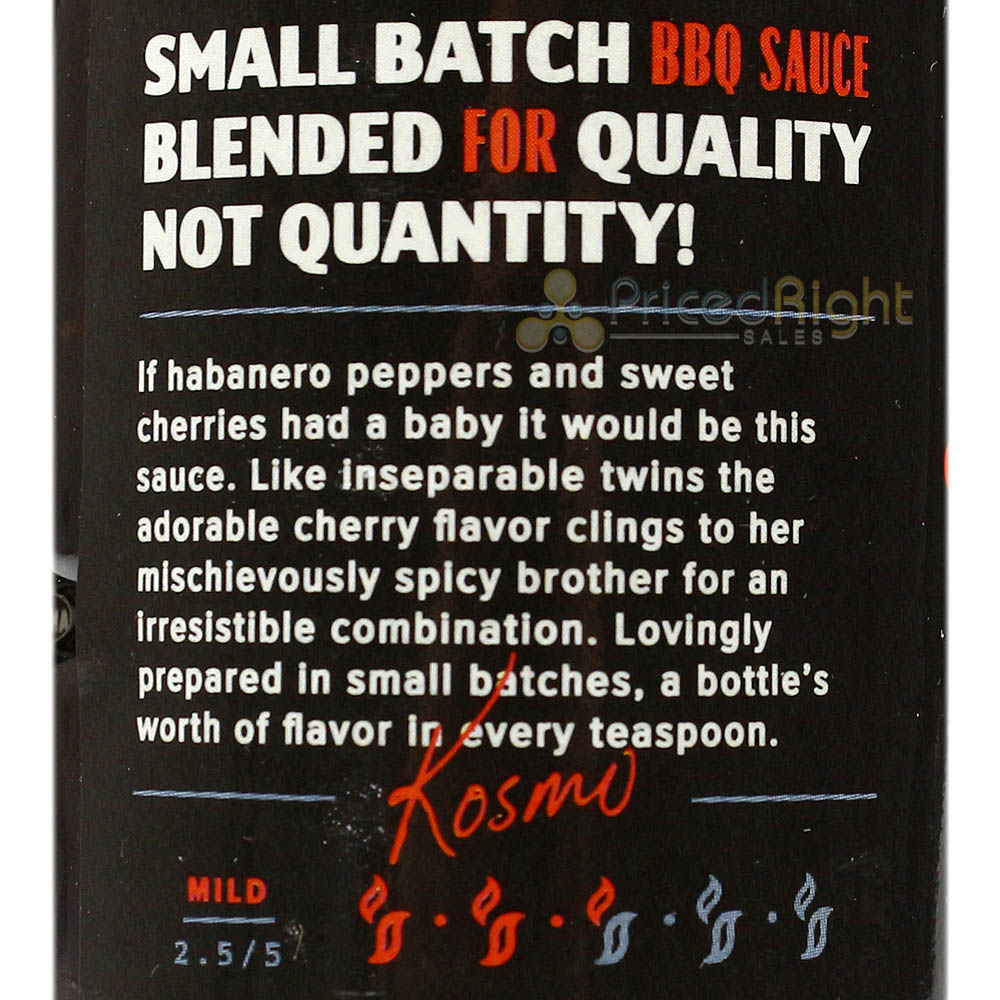 SMALL BATCH BBQ SAUCE
BLENDED FOR QUALITY
NOT QUANTITY!
PricedRight
SALES
If habanero peppers and sweet
cherries had a baby it would be this
sauce. Like inseparable twins the
adorable cherry flavor clings to her
mischievously spicy brother for an
irresistible combination. Lovingly
prepared in small batches, a bottle's
worth of flavor in every teaspoon.
Kosmo
MILD
2.5/5